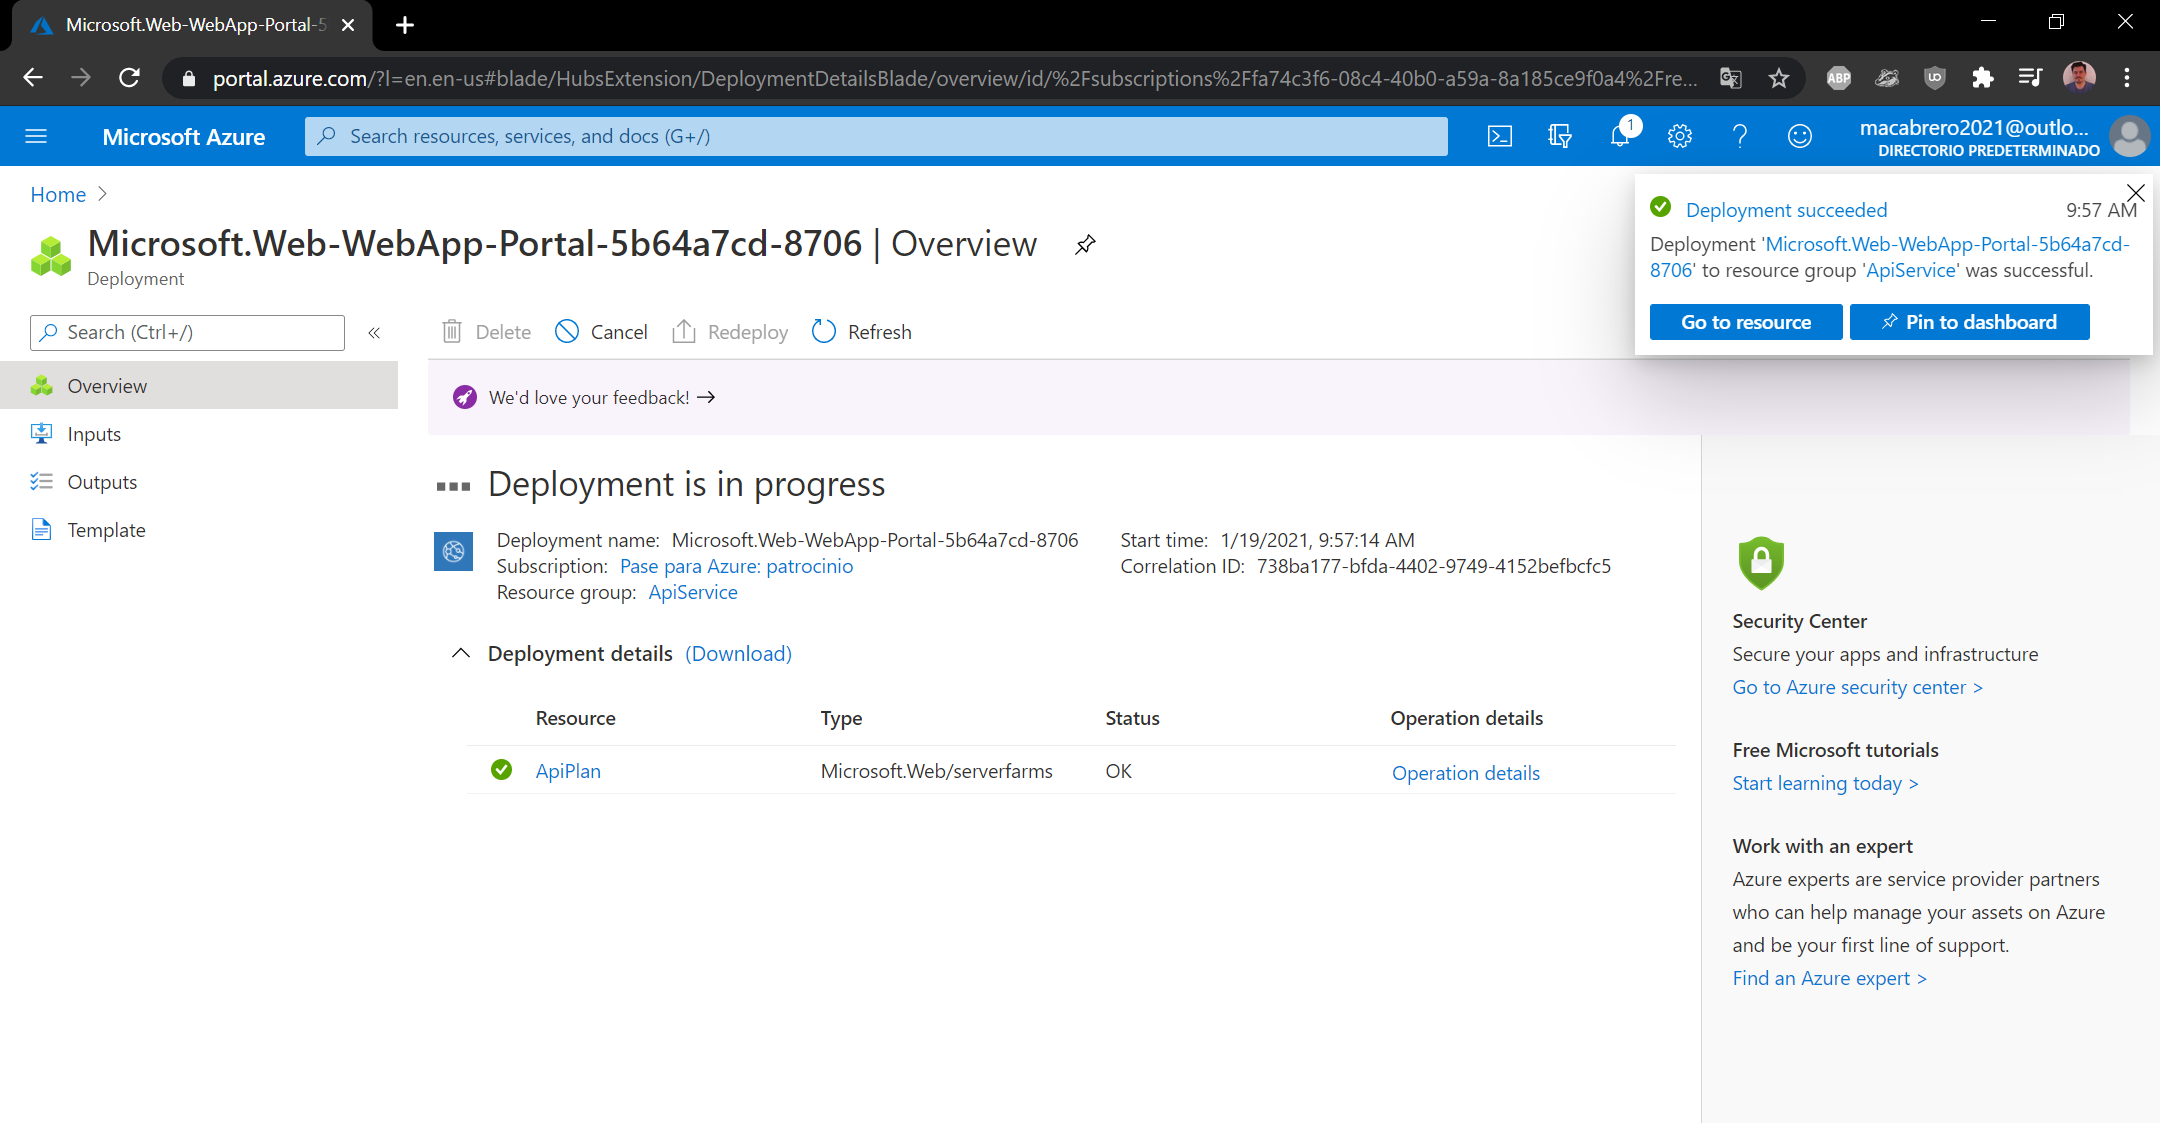 Microsoft.Web-WebApp-Portal-5
portal.azure.com/?l=en.en-us#blade/HubsExtension/DeploymentDetailsBlade/overview/id/%2Fsubscriptions%2Ffa74c3f6-08c4-40b0-a59a-8a185ce9f0a4%2Fre...
ABP
UO
Microsoft Azure
Search resources, services, and docs (G+/)
1
macabrero2021@outlo...
DIRECTORIO PREDETERMINADO
Home >
Microsoft.Web-WebApp-Portal-5b64a7cd-8706 | Overview
Deployment
Deployment succeeded
9:57 AM
Deployment 'Microsoft.Web-WebApp-Portal-5b64a7cd-
8706' to resource group 'ApiService' was successful.
Go to resource
Pin to dashboard
Search (Ctrl+/)
«
Overview
Inputs
Outputs
Template
Delete
Cancel
Redeploy
Refresh
We'd love your feedback! →
Deployment is in progress
Deployment name: Microsoft.Web-WebApp-Portal-5b64a7cd-8706
Subscription: Pase para Azure: patrocinio
Resource group: ApiService
Start time: 1/19/2021, 9:57:14 AM
Correlation ID: 738ba177-bfda-4402-9749-4152befbcfc5
Deployment details (Download)
Resource Type Status Operation details
ApiPlan Microsoft.Web/serverfarms OK Operation details
Security Center
Secure your apps and infrastructure
Go to Azure security center >
Free Microsoft tutorials
Start learning today >
Work with an expert
Azure experts are service provider partners
who can help manage your assets on Azure
and be your first line of support.
Find an Azure expert >